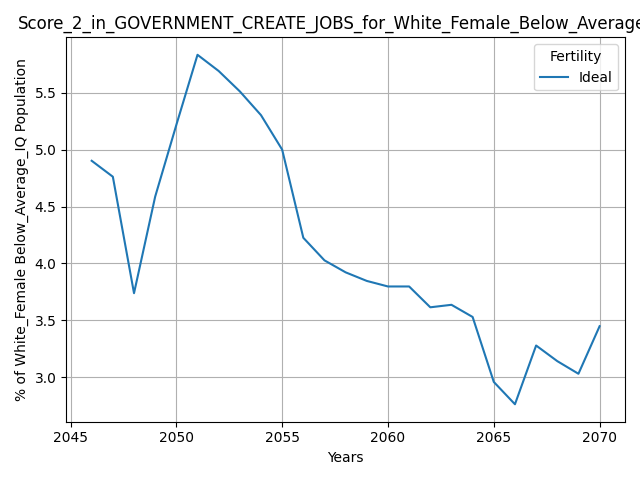 Score_2_in_GOVERNMENT_CREATE_JOBS_for_White_Female_Below_Average
Fertility
Ideal
% of White_Female Below_Average_IQ Population
5.5
5.0
4.5
4.0
3.5
3.0
2045 2050 2055 2060 2065 2070
Years